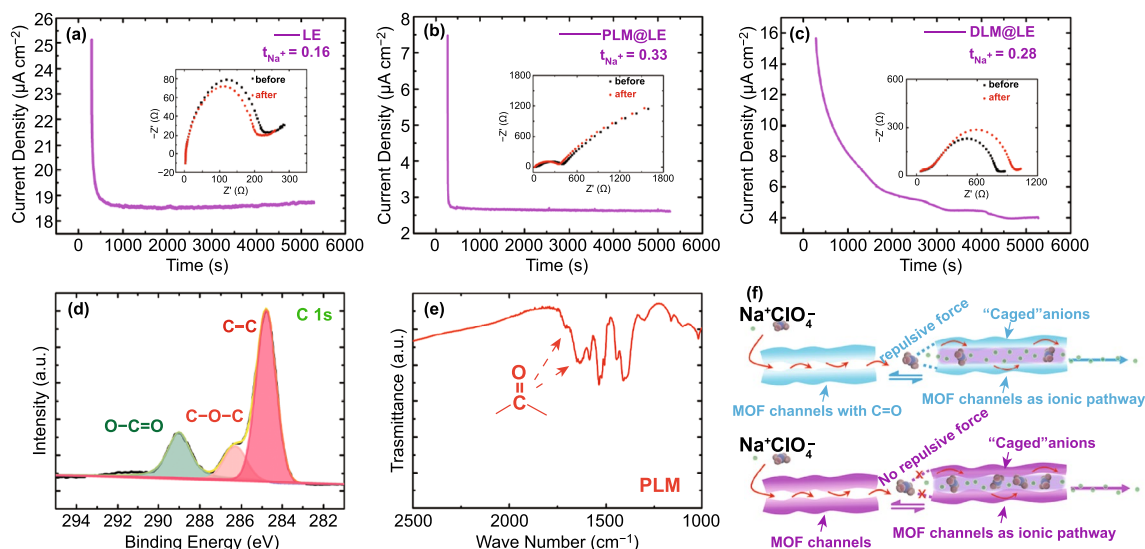 (a)
LE
tNa+ = 0.16
Current Density (μA cm−2)
26
25
24
23
22
21
20
19
18
before
after
−Z' (Ω)
80
60
40
20
0
−20
0
100
200
300
Z' (Ω)
0 1000 2000 3000 4000 5000 6000
Time (s)
(b)
PLM@LE
tNa+ = 0.33
Current Density (μA cm−2)
8
7
6
5
4
3
2
before
after
−Z' (Ω)
1800
1200
600
0
0 600 1200 1800
Z' (Ω)
0 1000 2000 3000 4000 5000 6000
Time (s)
(c)
DLM@LE
tNa+ = 0.28
Current Density (μA cm−2)
16
14
12
10
8
6
4
before
after
−Z' (Ω)
600
300
0
0 400 800 1200
Z' (Ω)
0 1000 2000 3000 4000 5000 6000
Time (s)
(d)
C 1s
C−C
C−O−C
O−C=O
Intensity (a.u.)
294 292 290 288 286 284 282
Binding Energy (eV)
(e)
O
C
PLM
Trasmittance (a.u.)
2500 2000 1500 1000
Wave Number (cm−1)
(f)
Na+ClO4−
repulsive force
“Caged”anions
MOF channels with C=O
MOF channels as ionic pathway
Na+ClO4−
No repulsive force
“Caged”anions
MOF channels
MOF channels as ionic pathway